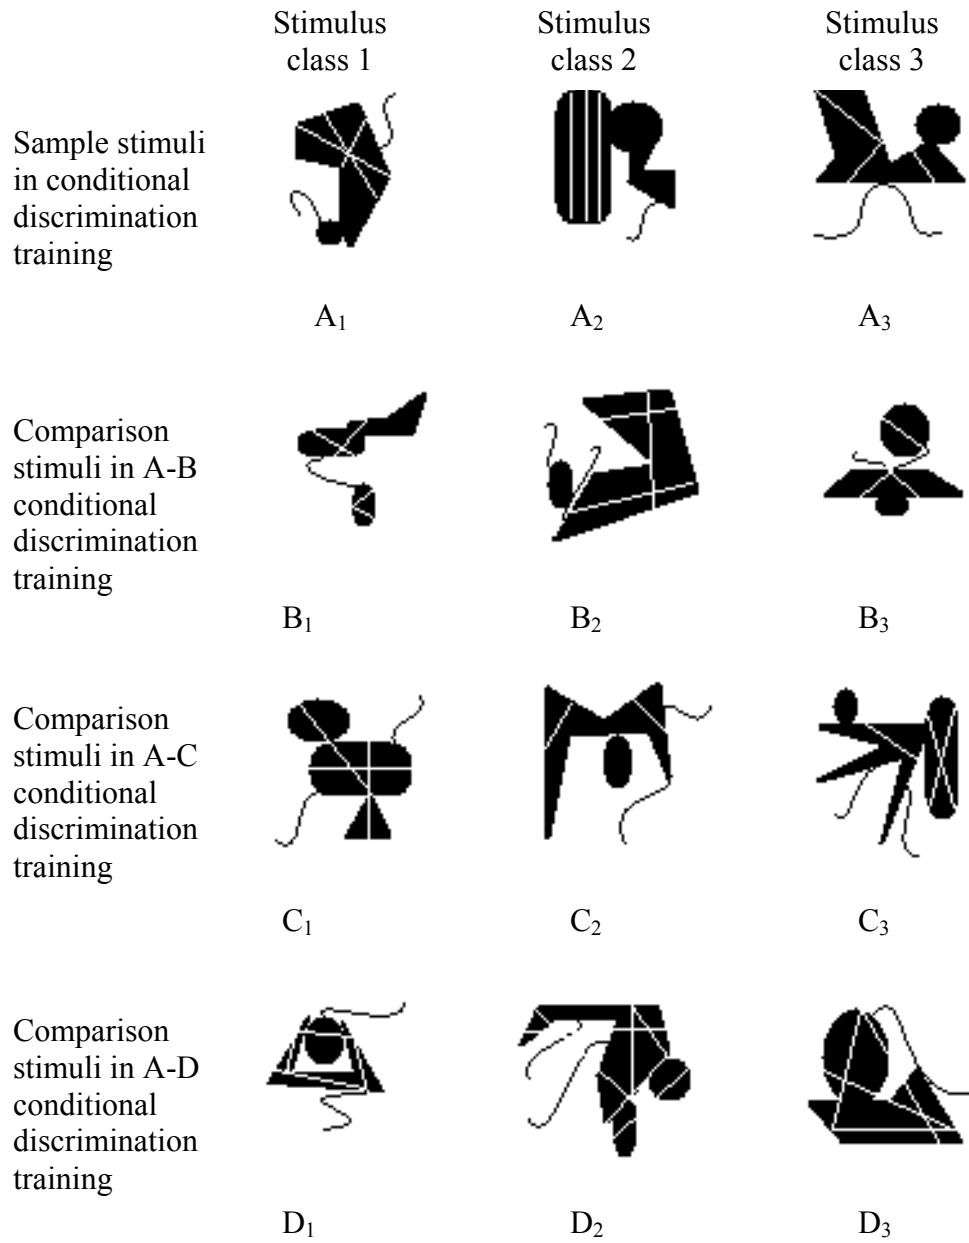 Stimulus class 1
Stimulus class 2
Stimulus class 3
Sample stimuli
in conditional
discrimination
training
A₁ A₂ A₃
Comparison
stimuli in A-B
conditional
discrimination
training
B₁ B₂ B₃
Comparison
stimuli in A-C
conditional
discrimination
training
C₁ C₂ C₃
Comparison
stimuli in A-D
conditional
discrimination
training
D₁ D₂ D₃